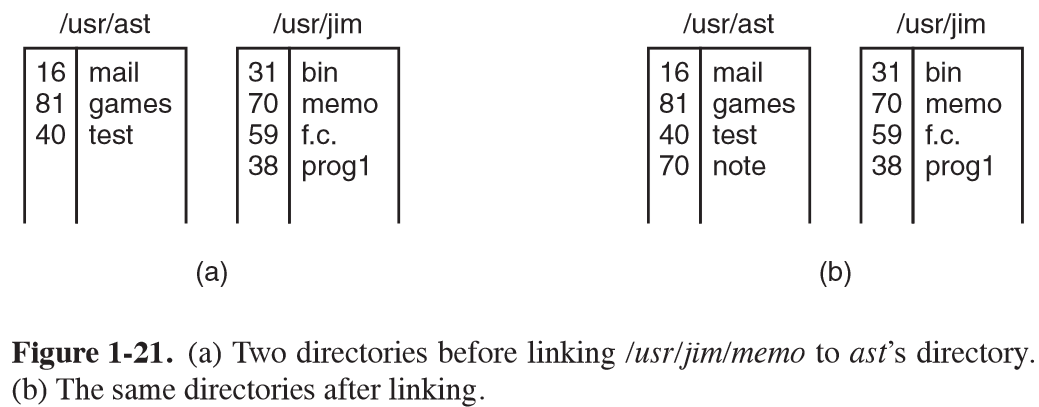 /usr/ast /usr/jim /usr/ast /usr/jim
16 mail 31 bin 16 mail 31 bin
81 games 70 memo 81 games 70 memo
40 test 59 f.c. 40 test 59 f.c.
38 prog1 70 note 38 prog1
(a) (b)
Figure 1-21. (a) Two directories before linking /usr/jim/memo to ast's directory.
(b) The same directories after linking.